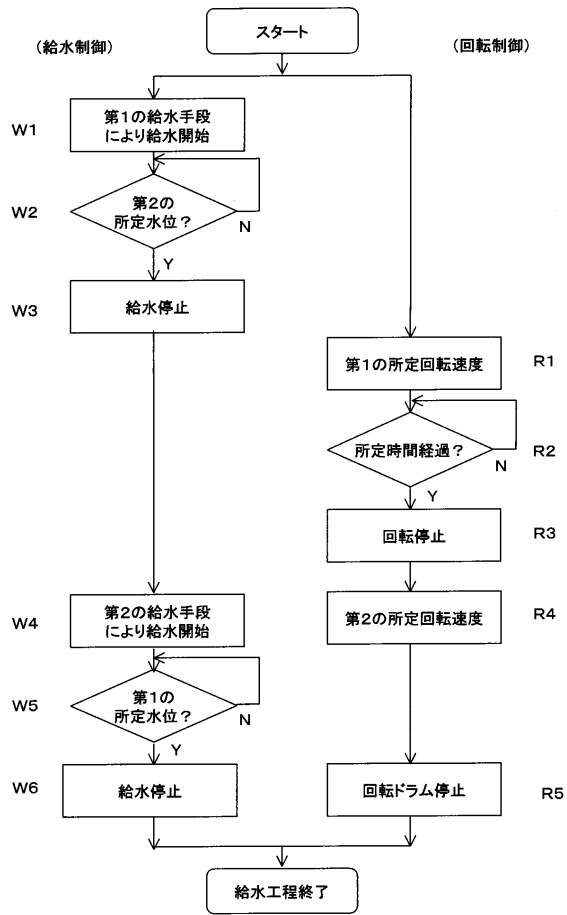 スタート
（給水制御）
（回転制御）
W1
第1の給水手段
により給水開始
W2
第2の
所定水位？
N
Y
W3
給水停止
第1の所定回転速度
R1
所定時間経過？
R2
N
Y
回転停止
R3
W4
第2の給水手段
により給水開始
第2の所定回転速度
R4
W5
第1の
所定水位？
N
Y
W6
給水停止
回転ドラム停止
R5
給水工程終了